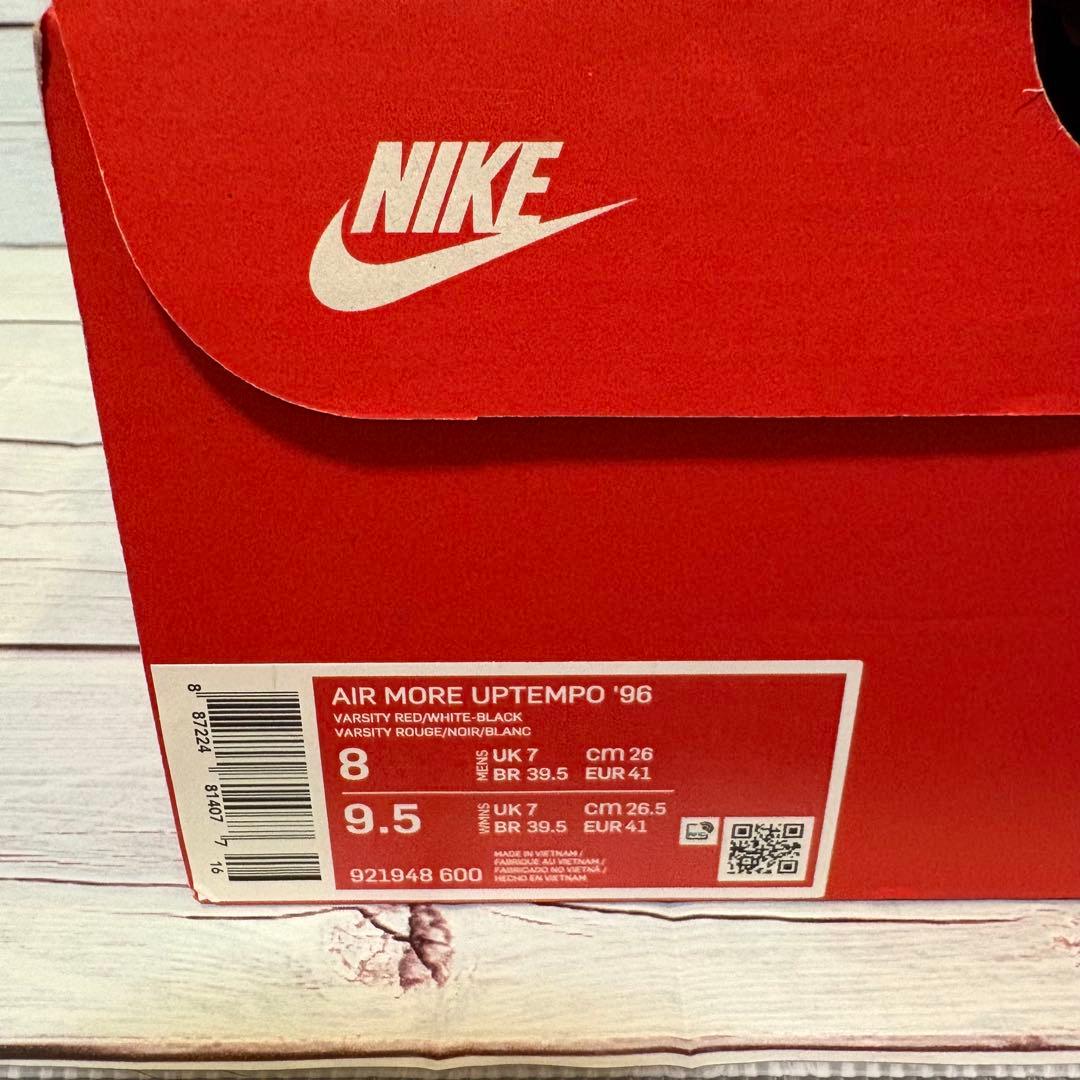 NIKE
AIR MORE UPTEMPO '96
VARSITY RED/WHITE-BLACK
VARSITY ROUGE/NOIR/BLANC
8 MENS UK 7 cm 26
BR 39.5 EUR 41
9.5 WMNS UK 7 cm 26.5
BR 39.5 EUR 41
921948 600
MADE IN VIETNAM /
FABRIQUE AU VIETNAM /
FABRICADO NO VIETNÃ /
HECHO EN VIETNAM
8 87224 81407 7 16